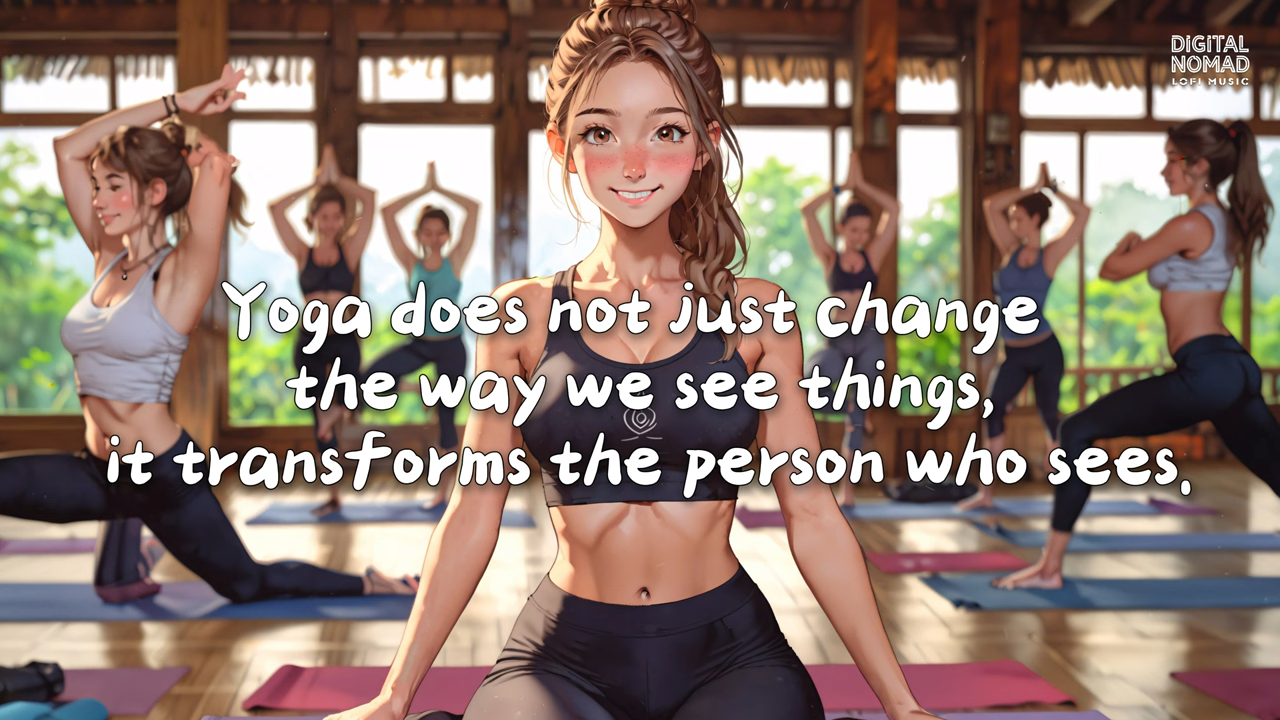 DIGITAL
NOMAD
LOFI MUSIC
Yoga does not just change
the way we see things,
it transforms the person who sees.